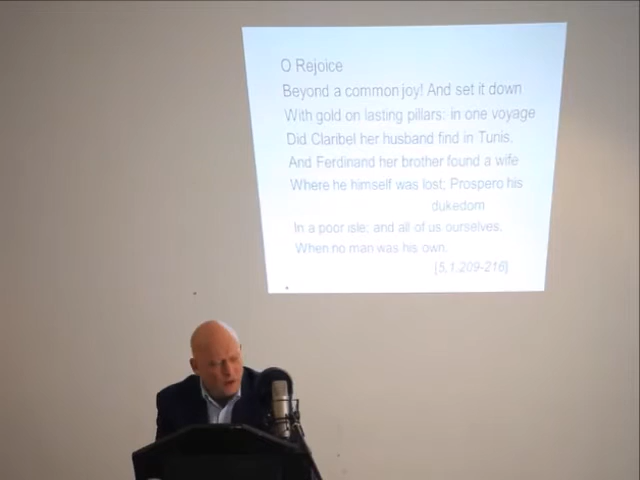 O Rejoice
Beyond a common joy! And set it down
With gold on lasting pillars: in one voyage
Did Claribel her husband find in Tunis,
And Ferdinand her brother found a wife
Where he himself was lost; Prospero his
dukedom
In a poor isle; and all of us ourselves,
When no man was his own.
[5.1.209-216]